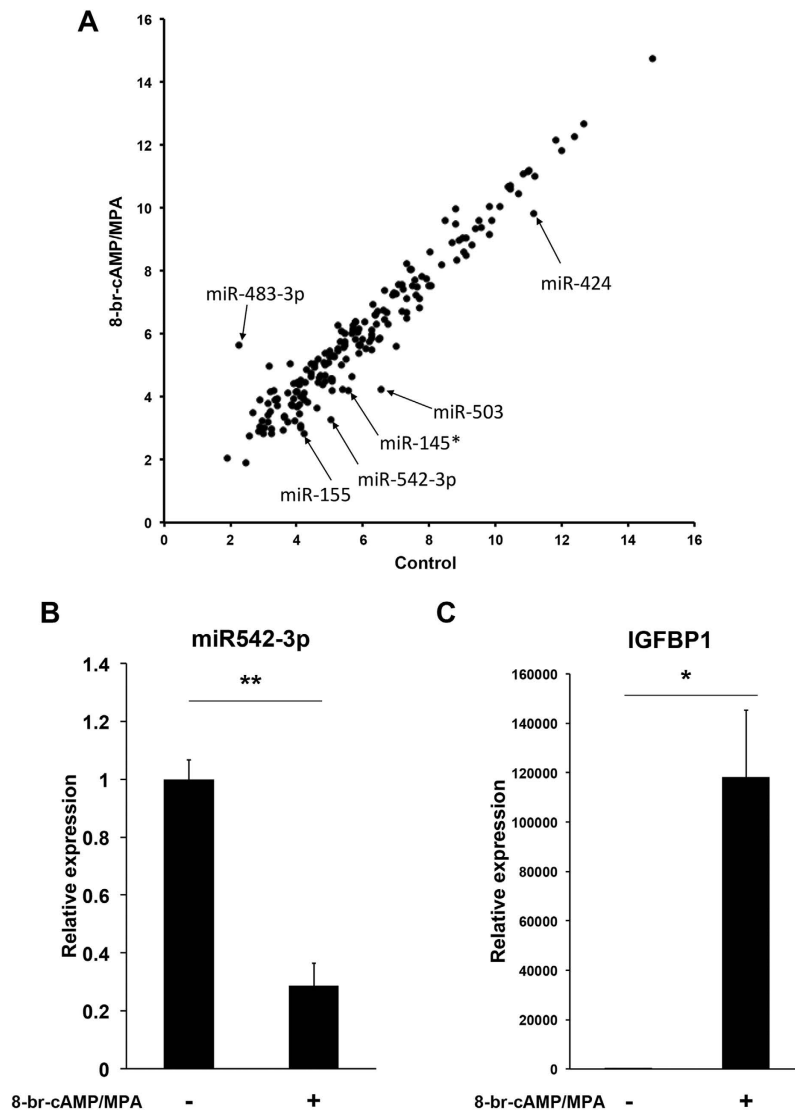 A
16
14
12
10
8
6
4
2
0
8-br-cAMP/MPA
miR-483-3p
miR-424
miR-503
miR-145*
miR-542-3p
miR-155
0 2 4 6 8 10 12 14 16
Control
B
miR542-3p
1.4
1.2
1
0.8
0.6
0.4
0.2
0
Relative expression
**
8-br-cAMP/MPA - +
C
IGFBP1
160000
140000
120000
100000
80000
60000
40000
20000
0
Relative expression
*
8-br-cAMP/MPA - +